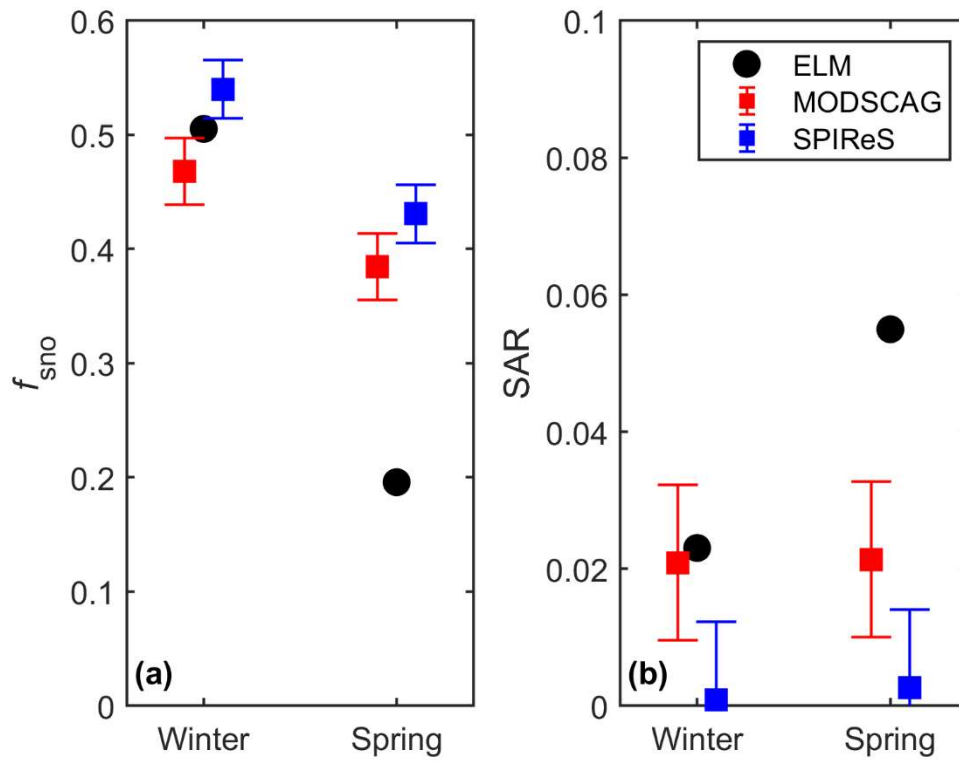 0.6
0.5
0.4
0.3
0.2
0.1
0
f sno
(a)
Winter Spring
0.1
0.08
0.06
0.04
0.02
0
SAR
ELM
MODSCAG
SPIReS
(b)
Winter Spring